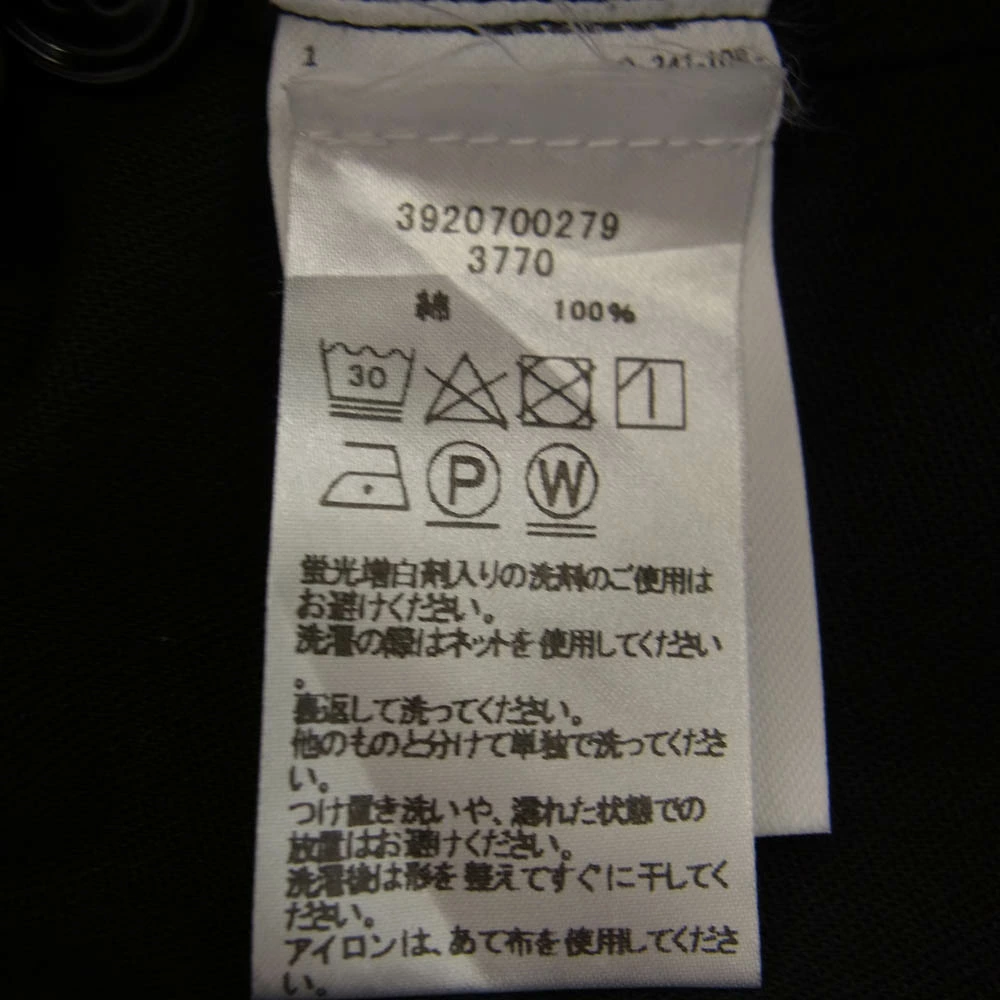 1
3920700279
3770
綿 100%
30
P W
蛍光増白剤入りの洗剤のご使用は
お避けください。
洗濯の際はネットを使用してください
。
裏返して洗ってください。
他のものと分けて単独で洗ってくださ
い。
つけ置き洗いや、濡れた状態での
放置はお避けください。
洗濯後は形を整えてすぐに干してく
ださい。
アイロンは、あて布を使用してくださ
い。